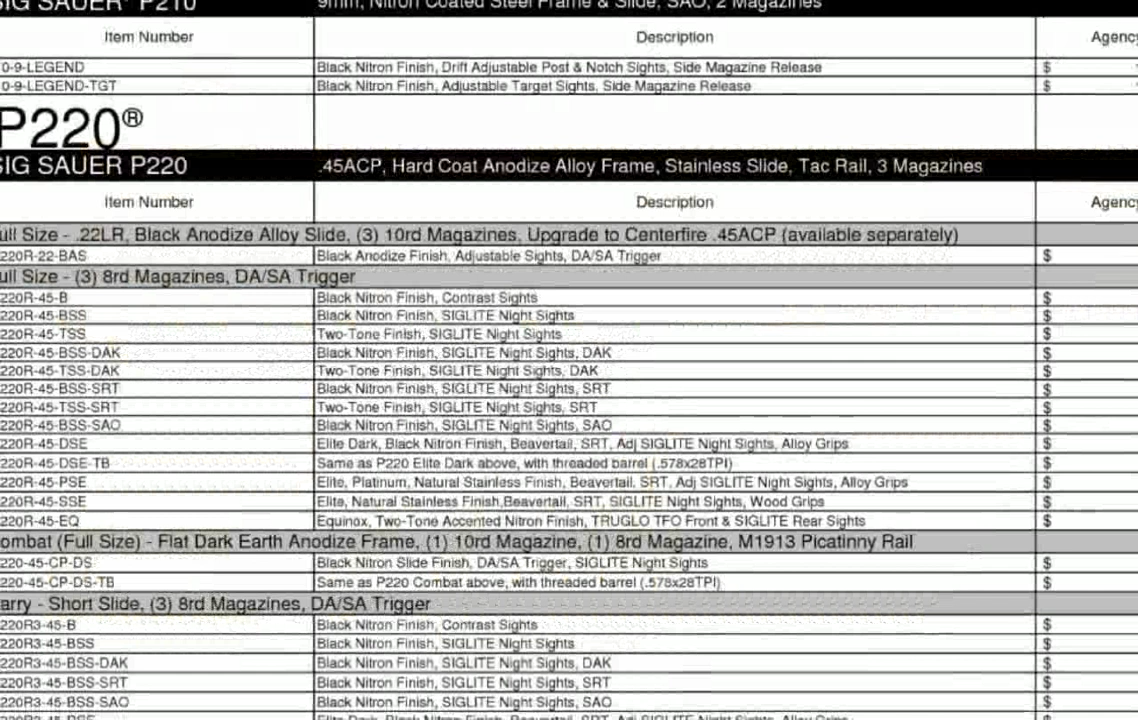 SIG SAUER® P210 9mm, Nitron Coated Steel Frame & Slide, SAO, 2 Magazines
Item Number Description Agency
0-9-LEGEND Black Nitron Finish, Drift Adjustable Post & Notch Sights, Side Magazine Release $
0-9-LEGEND-TGT Black Nitron Finish, Adjustable Target Sights, Side Magazine Release $
P220®
SIG SAUER P220 .45ACP, Hard Coat Anodize Alloy Frame, Stainless Slide, Tac Rail, 3 Magazines
Item Number Description Agency
ull Size - .22LR, Black Anodize Alloy Slide, (3) 10rd Magazines, Upgrade to Centerfire .45ACP (available separately)
220R-22-BAS Black Anodize Finish, Adjustable Sights, DA/SA Trigger $
ull Size - (3) 8rd Magazines, DA/SA Trigger
220R-45-B Black Nitron Finish, Contrast Sights $
220R-45-BSS Black Nitron Finish, SIGLITE Night Sights $
220R-45-TSS Two-Tone Finish, SIGLITE Night Sights $
220R-45-BSS-DAK Black Nitron Finish, SIGLITE Night Sights, DAK $
220R-45-TSS-DAK Two-Tone Finish, SIGLITE Night Sights, DAK $
220R-45-BSS-SRT Black Nitron Finish, SIGLITE Night Sights, SRT $
220R-45-TSS-SRT Two-Tone Finish, SIGLITE Night Sights, SRT $
220R-45-BSS-SAO Black Nitron Finish, SIGLITE Night Sights, SAO $
220R-45-DSE Elite Dark, Black Nitron Finish, Beavertail, SRT, Adj SIGLITE Night Sights, Alloy Grips $
220R-45-DSE-TB Same as P220 Elite Dark above, with threaded barrel (.578x28TPI) $
220R-45-PSE Elite, Platinum, Natural Stainless Finish, Beavertail. SRT, Adj SIGLITE Night Sights, Alloy Grips $
220R-45-SSE Elite, Natural Stainless Finish,Beavertail, SRT, SIGLITE Night Sights, Wood Grips $
220R-45-EQ Equinox, Two-Tone Accented Nitron Finish, TRUGLO TFO Front & SIGLITE Rear Sights $
ombat (Full Size) - Flat Dark Earth Anodize Frame, (1) 10rd Magazine, (1) 8rd Magazine, M1913 Picatinny Rail
220-45-CP-DS Black Nitron Slide Finish, DA/SA Trigger, SIGLITE Night Sights $
220-45-CP-DS-TB Same as P220 Combat above, with threaded barrel (.578x28TPI) $
arry - Short Slide, (3) 8rd Magazines, DA/SA Trigger
220R3-45-B Black Nitron Finish, Contrast Sights $
220R3-45-BSS Black Nitron Finish, SIGLITE Night Sights $
220R3-45-BSS-DAK Black Nitron Finish, SIGLITE Night Sights, DAK $
220R3-45-BSS-SRT Black Nitron Finish, SIGLITE Night Sights, SRT $
220R3-45-BSS-SAO Black Nitron Finish, SIGLITE Night Sights, SAO $